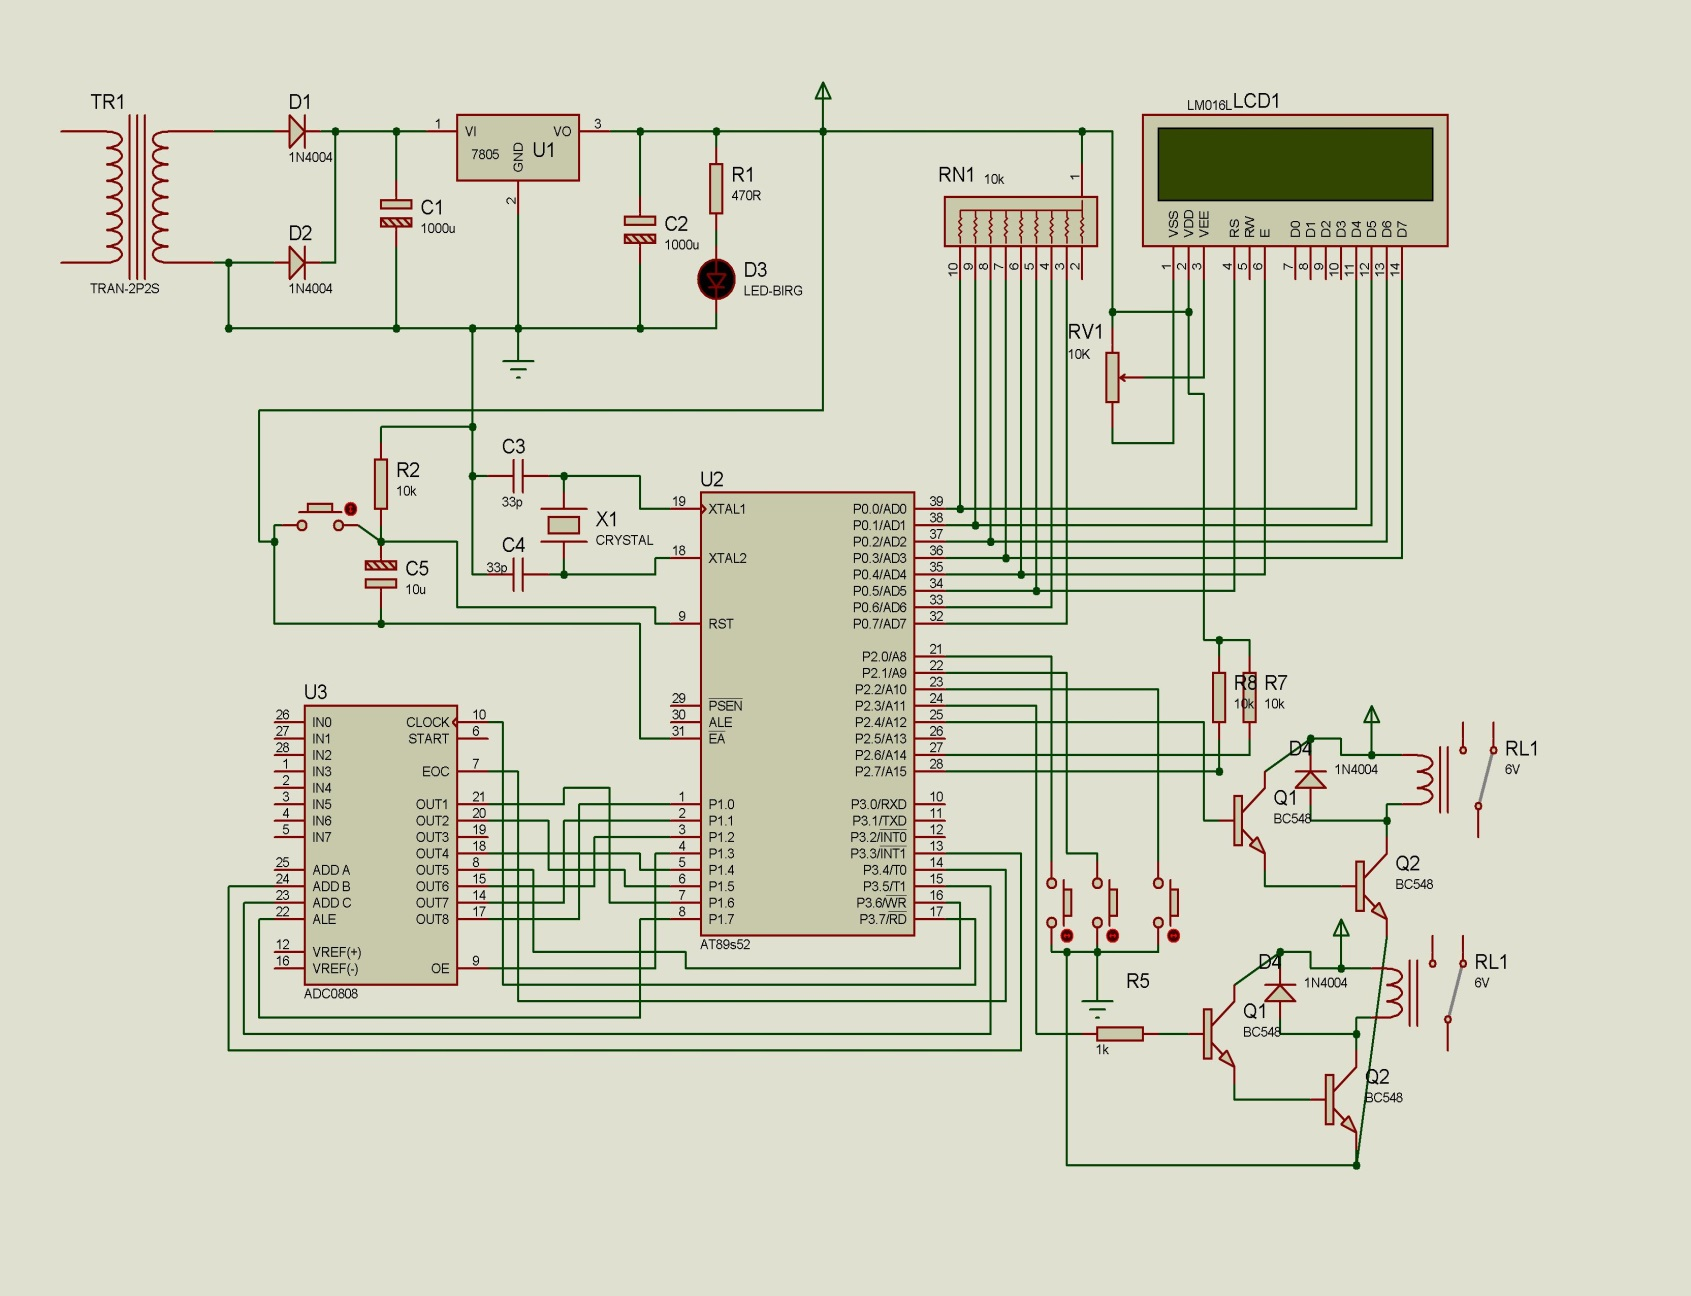 TR1
TRAN-2P2S
D1
1N4004
D2
1N4004
C1
1000u
1
VI
VO
3
7805
U1
GND
2
C2
1000u
R1
470R
D3
LED-BIRG
RN1
10k
1
10
9
8
7
6
5
4
3
2
LM016L
LCD1
VSS
VDD
VEE
RS
RW
E
D0
D1
D2
D3
D4
D5
D6
D7
1
2
3
4
5
6
7
8
9
10
11
12
13
14
RV1
10K
R2
10k
C5
10u
C3
33p
C4
33p
X1
CRYSTAL
U2
19
XTAL1
18
XTAL2
9
RST
29
PSEN
30
ALE
31
EA
1
P1.0
2
P1.1
3
P1.2
4
P1.3
5
P1.4
6
P1.5
7
P1.6
8
P1.7
P0.0/AD0
39
P0.1/AD1
38
P0.2/AD2
37
P0.3/AD3
36
P0.4/AD4
35
P0.5/AD5
34
P0.6/AD6
33
P0.7/AD7
32
P2.0/A8
21
P2.1/A9
22
P2.2/A10
23
P2.3/A11
24
P2.4/A12
25
P2.5/A13
26
P2.6/A14
27
P2.7/A15
28
P3.0/RXD
10
P3.1/TXD
11
P3.2/INT0
12
P3.3/INT1
13
P3.4/T0
14
P3.5/T1
15
P3.6/WR
16
P3.7/RD
17
AT89s52
U3
26
IN0
27
IN1
28
IN2
1
IN3
2
IN4
3
IN5
4
IN6
5
IN7
25
ADD A
24
ADD B
23
ADD C
22
ALE
12
VREF(+)
16
VREF(-)
CLOCK
10
START
6
EOC
7
OUT1
21
OUT2
20
OUT3
19
OUT4
18
OUT5
8
OUT6
15
OUT7
14
OUT8
17
OE
9
ADC0808
R8
10k
R7
10k
D4
1N4004
RL1
6V
Q1
BC548
Q2
BC548
R5
1k
D4
1N4004
RL1
6V
Q1
BC548
Q2
BC548